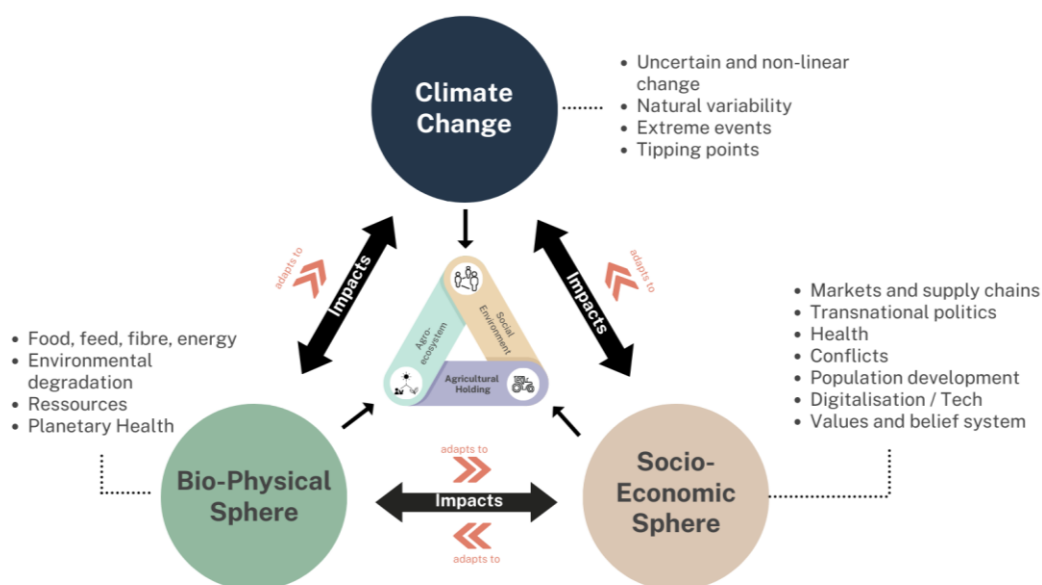 Climate
Change
• Uncertain and non-linear
change
• Natural variability
• Extreme events
• Tipping points
adapts to
Impacts
Impacts
adapts to
Agro-
ecosystem
Social
Environment
Agricultural
Holding
• Food, feed, fibre, energy
• Environmental
degradation
• Ressources
• Planetary Health
• Markets and supply chains
• Transnational politics
• Health
• Conflicts
• Population development
• Digitalisation / Tech
• Values and belief system
Bio-Physical
Sphere
adapts to
Impacts
adapts to
Socio-
Economic
Sphere